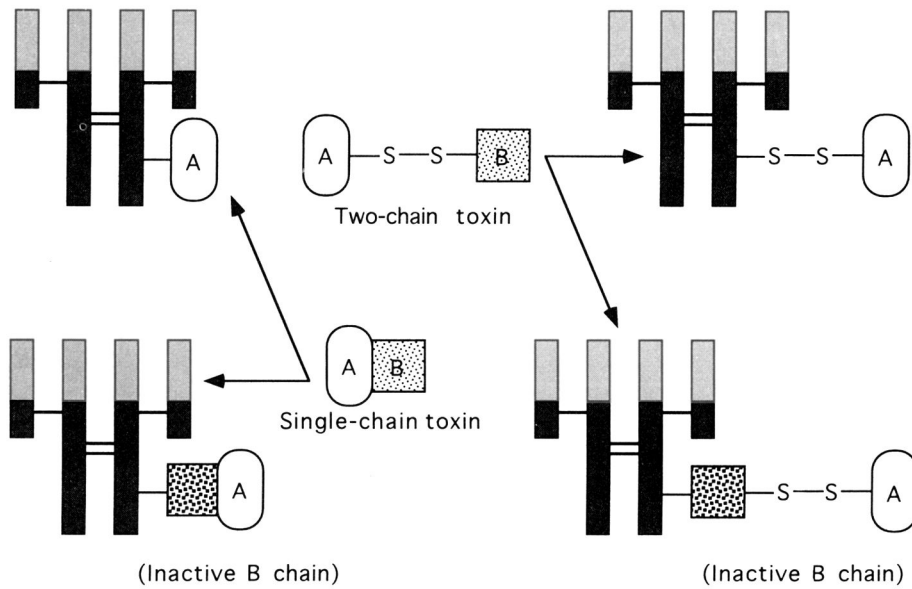 A
A—S—S—B
S—S—A
Two-chain toxin
A B
Single-chain toxin
A
S—S—A
(Inactive B chain)
(Inactive B chain)